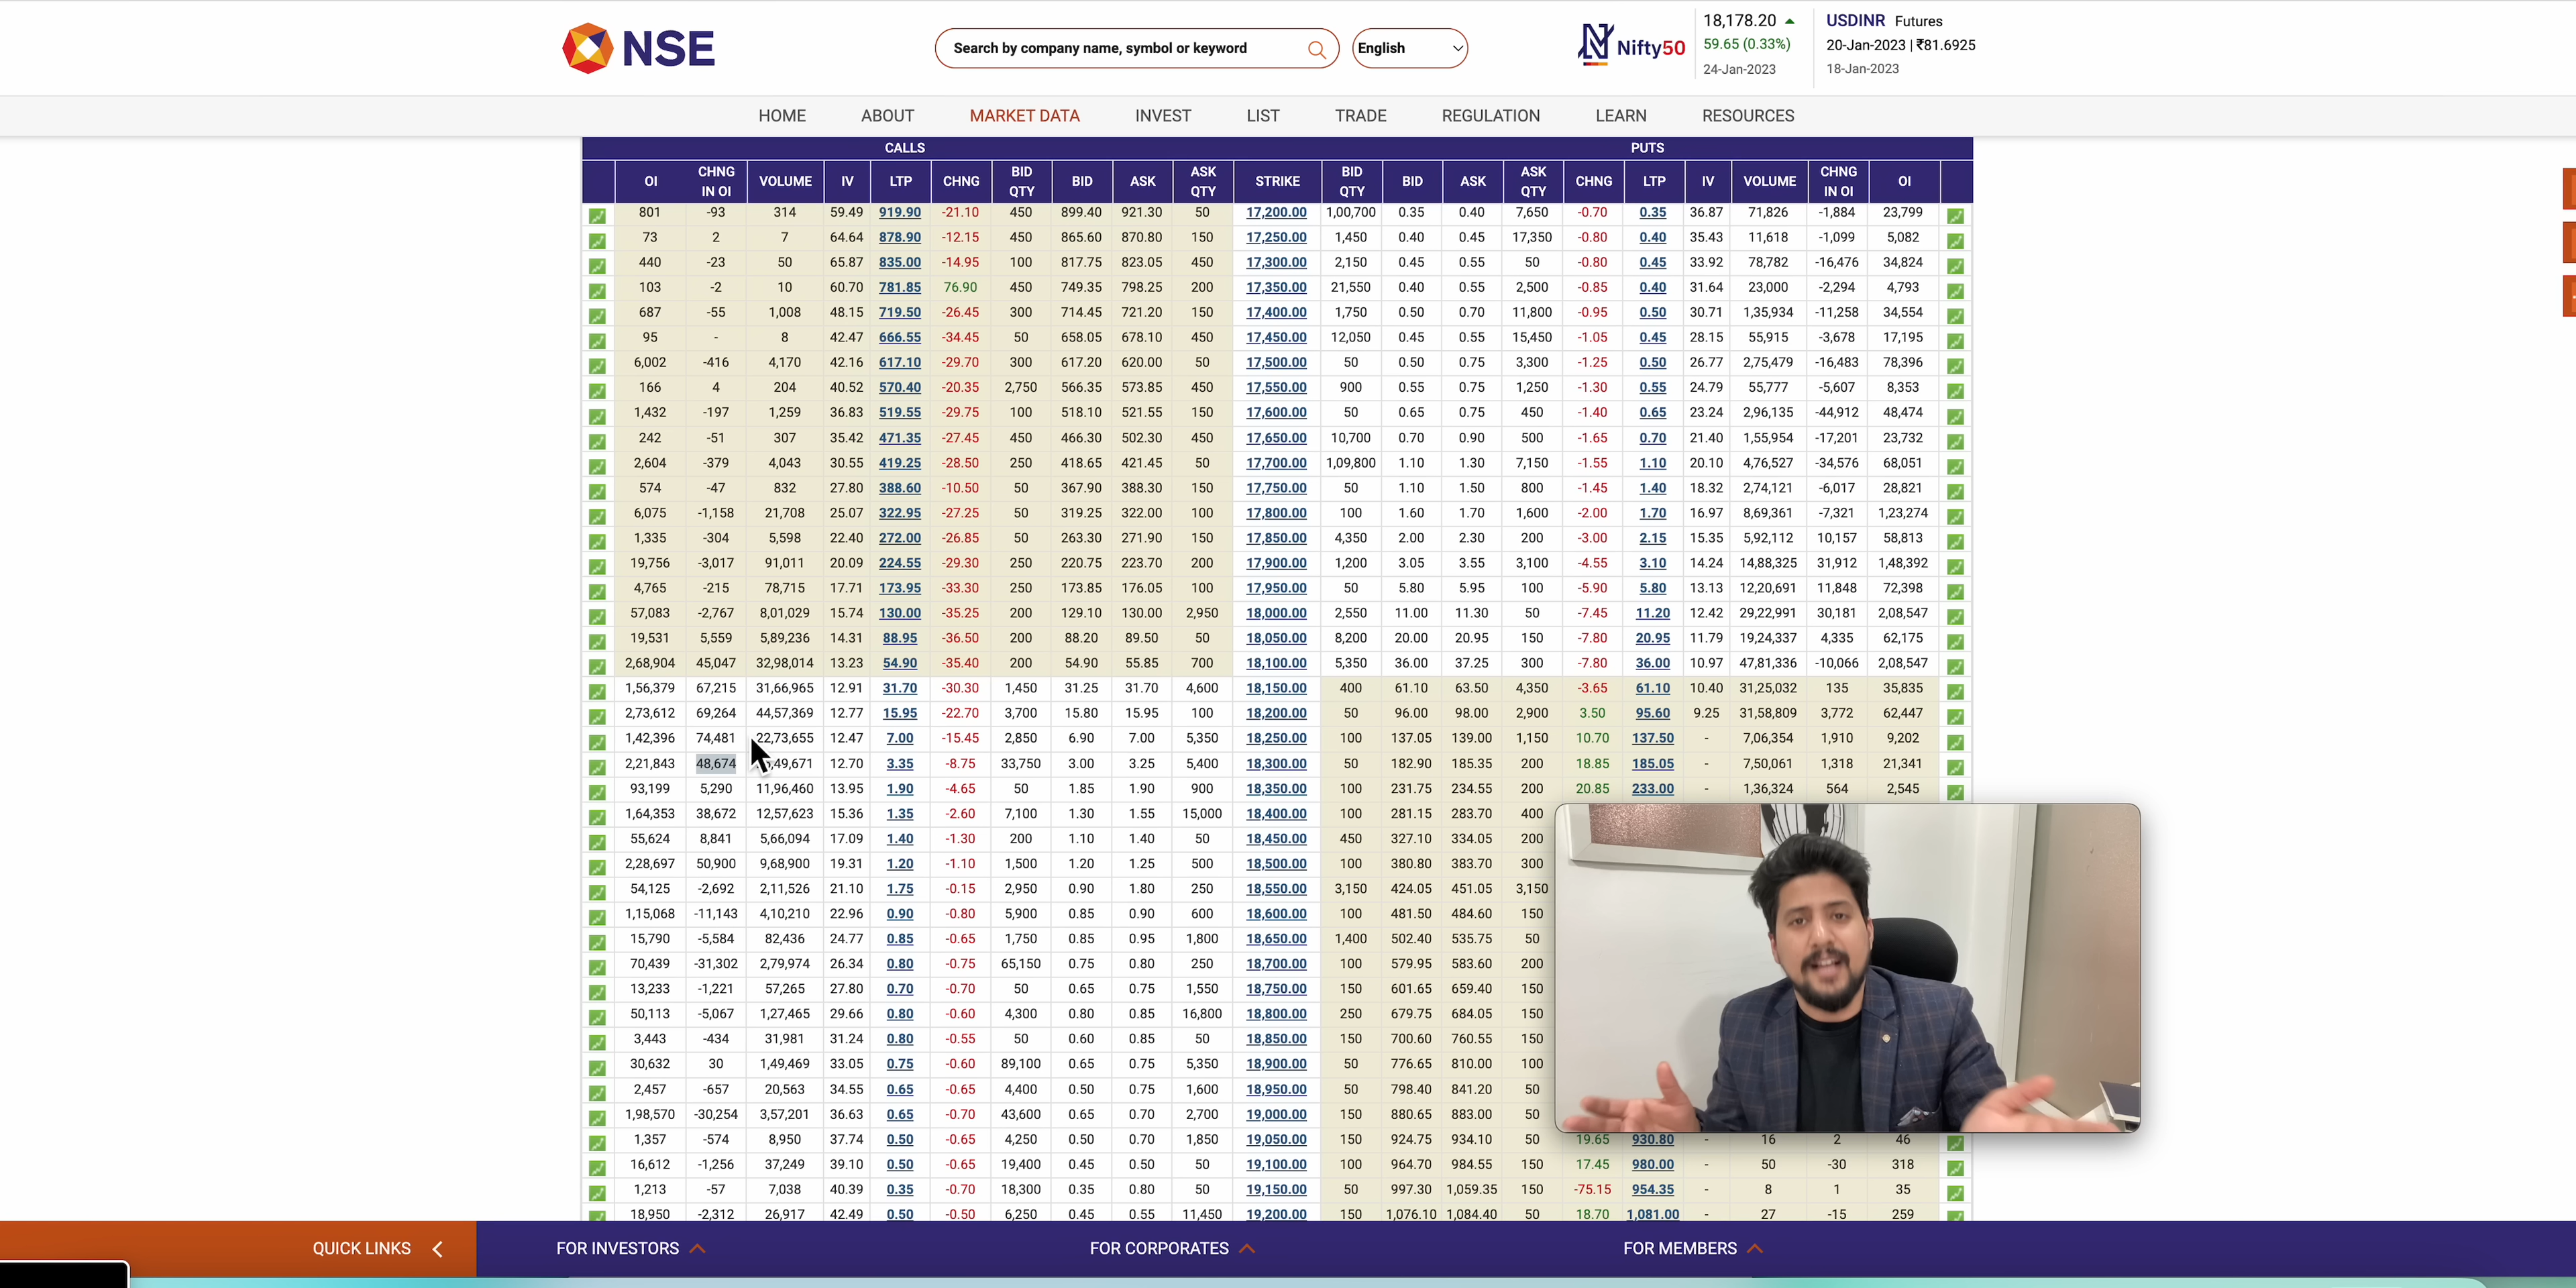 NSE
Search by company name, symbol or keyword
English
Nifty50
18,178.20
59.65 (0.33%)
24-Jan-2023
USDINR Futures
20-Jan-2023 | ₹81.6925
18-Jan-2023
HOME ABOUT MARKET DATA INVEST LIST TRADE REGULATION LEARN RESOURCES
CALLS PUTS
OI CHNG IN OI VOLUME IV LTP CHNG BID QTY BID ASK ASK QTY STRIKE BID QTY BID ASK ASK QTY CHNG LTP IV VOLUME CHNG IN OI OI
801 -93 314 59.49 919.90 -21.10 450 899.40 921.30 50 17,200.00 1,00,700 0.35 0.40 7,650 -0.70 0.35 36.87 71,826 -1,884 23,799
73 2 7 64.64 878.90 -12.15 450 865.60 870.80 150 17,250.00 1,450 0.40 0.45 17,350 -0.80 0.40 35.43 11,618 -1,099 5,082
440 -23 50 65.87 835.00 -14.95 100 817.75 823.05 450 17,300.00 2,150 0.45 0.55 50 -0.80 0.45 33.92 78,782 -16,476 34,824
103 -2 10 60.70 781.85 76.90 450 749.35 798.25 200 17,350.00 21,550 0.40 0.55 2,500 -0.85 0.40 31.64 23,000 -2,294 4,793
687 -55 1,008 48.15 719.50 -26.45 300 714.45 721.20 150 17,400.00 1,750 0.50 0.70 11,800 -0.95 0.50 30.71 1,35,934 -11,258 34,554
95 - 8 42.47 666.55 -34.45 50 658.05 678.10 450 17,450.00 12,050 0.45 0.55 15,450 -1.05 0.45 28.15 55,915 -3,678 17,195
6,002 -416 4,170 42.16 617.10 -29.70 300 617.20 620.00 50 17,500.00 50 0.50 0.75 3,300 -1.25 0.50 26.77 2,75,479 -16,483 78,396
166 4 204 40.52 570.40 -20.35 2,750 566.35 573.85 450 17,550.00 900 0.55 0.75 1,250 -1.30 0.55 24.79 55,777 -5,607 8,353
1,432 -197 1,259 36.83 519.55 -29.75 100 518.10 521.55 150 17,600.00 50 0.65 0.75 450 -1.40 0.65 23.24 2,96,135 -44,912 48,474
242 -51 307 35.42 471.35 -27.45 450 466.30 502.30 450 17,650.00 10,700 0.70 0.90 500 -1.65 0.70 21.40 1,55,954 -17,201 23,732
2,604 -379 4,043 30.55 419.25 -28.50 250 418.65 421.45 50 17,700.00 1,09,800 1.10 1.30 7,150 -1.55 1.10 20.10 4,76,527 -34,576 68,051
574 -47 832 27.80 388.60 -10.50 50 367.90 388.30 150 17,750.00 50 1.10 1.50 800 -1.45 1.40 18.32 2,74,121 -6,017 28,821
6,075 -1,158 21,708 25.07 322.95 -27.25 50 319.25 322.00 100 17,800.00 100 1.60 1.70 1,600 -2.00 1.70 16.97 8,69,361 -7,321 1,23,274
1,335 -304 5,598 22.40 272.00 -26.85 50 263.30 271.90 150 17,850.00 4,350 2.00 2.30 200 -3.00 2.15 15.35 5,92,112 10,157 58,813
19,756 -3,017 91,011 20.09 224.55 -29.30 250 220.75 223.70 200 17,900.00 1,200 3.05 3.55 3,100 -4.55 3.10 14.24 14,88,325 31,912 1,48,392
4,765 -215 78,715 17.71 173.95 -33.30 250 173.85 176.05 100 17,950.00 50 5.80 5.95 100 -5.90 5.80 13.13 12,20,691 11,848 72,398
57,083 -2,767 8,01,029 15.74 130.00 -35.25 200 129.10 130.00 2,950 18,000.00 2,550 11.00 11.30 50 -7.45 11.20 12.42 29,22,991 30,181 2,08,547
19,531 5,559 5,89,236 14.31 88.95 -36.50 200 88.20 89.50 50 18,050.00 8,200 20.00 20.95 150 -7.80 20.95 11.79 19,24,337 4,335 62,175
2,68,904 45,047 32,98,014 13.23 54.90 -35.40 200 54.90 55.85 700 18,100.00 5,350 36.00 37.25 300 -7.80 36.00 10.97 47,81,336 -10,066 2,08,547
1,56,379 67,215 31,66,965 12.91 31.70 -30.30 1,450 31.25 31.70 4,600 18,150.00 400 61.10 63.50 4,350 -3.65 61.10 10.40 31,25,032 135 35,835
2,73,612 69,264 44,57,369 12.77 15.95 -22.70 3,700 15.80 15.95 100 18,200.00 50 96.00 98.00 2,900 3.50 95.60 9.25 31,58,809 3,772 62,447
1,42,396 74,481 22,73,655 12.47 7.00 -15.45 2,850 6.90 7.00 5,350 18,250.00 100 137.05 139.00 1,150 10.70 137.50 - 7,06,354 1,910 9,202
2,21,843 48,674 49,671 12.70 3.35 -8.75 33,750 3.00 3.25 5,400 18,300.00 50 182.90 185.35 200 18.85 185.05 - 7,50,061 1,318 21,341
93,199 5,290 11,96,460 13.95 1.90 -4.65 50 1.85 1.90 900 18,350.00 100 231.75 234.55 200 20.85 233.00 - 1,36,324 564 2,545
1,64,353 38,672 12,57,623 15.36 1.35 -2.60 7,100 1.30 1.55 15,000 18,400.00 100 281.15 283.70 400
55,624 8,841 5,66,094 17.09 1.40 -1.30 200 1.10 1.40 50 18,450.00 450 327.10 334.05 200
2,28,697 50,900 9,68,900 19.31 1.20 -1.10 1,500 1.20 1.25 500 18,500.00 100 380.80 383.70 300
54,125 -2,692 2,11,526 21.10 1.75 -0.15 2,950 0.90 1.80 250 18,550.00 3,150 424.05 451.05 3,150
1,15,068 -11,143 4,10,210 22.96 0.90 -0.80 5,900 0.85 0.90 600 18,600.00 100 481.50 484.60 150
15,790 -5,584 82,436 24.77 0.85 -0.65 1,750 0.85 0.95 1,800 18,650.00 1,400 502.40 535.75 50
70,439 -31,302 2,79,974 26.34 0.80 -0.75 65,150 0.75 0.80 250 18,700.00 100 579.95 583.60 200
13,233 -1,221 57,265 27.80 0.70 -0.70 50 0.65 0.75 1,550 18,750.00 150 601.65 659.40 150
50,113 -5,067 1,27,465 29.66 0.80 -0.60 4,300 0.80 0.85 16,800 18,800.00 250 679.75 684.05 150
3,443 -434 31,981 31.24 0.80 -0.55 50 0.60 0.85 50 18,850.00 150 700.60 760.55 150
30,632 30 1,49,469 33.05 0.75 -0.60 89,100 0.65 0.75 5,350 18,900.00 50 776.65 810.00 100
2,457 -657 20,563 34.55 0.65 -0.65 4,400 0.50 0.75 1,600 18,950.00 50 798.40 841.20 50
1,98,570 -30,254 3,57,201 36.63 0.65 -0.70 43,600 0.65 0.70 2,700 19,000.00 150 880.65 883.00 50
1,357 -574 8,950 37.74 0.50 -0.65 4,250 0.50 0.70 1,850 19,050.00 150 924.75 934.10 50 19.65 930.80 - 16 2 46
16,612 -1,256 37,249 39.10 0.50 -0.65 19,400 0.45 0.50 50 19,100.00 100 964.70 984.55 150 17.45 980.00 - 50 -30 318
1,213 -57 7,038 40.39 0.35 -0.70 18,300 0.35 0.80 50 19,150.00 50 997.30 1,059.35 150 -75.15 954.35 - 8 1 35
18,950 -2,312 26,917 42.49 0.50 -0.50 6,250 0.45 0.55 11,450 19,200.00 150 1,076.10 1,084.40 50 18.70 1,081.00 - 27 -15 259
QUICK LINKS FOR INVESTORS FOR CORPORATES FOR MEMBERS